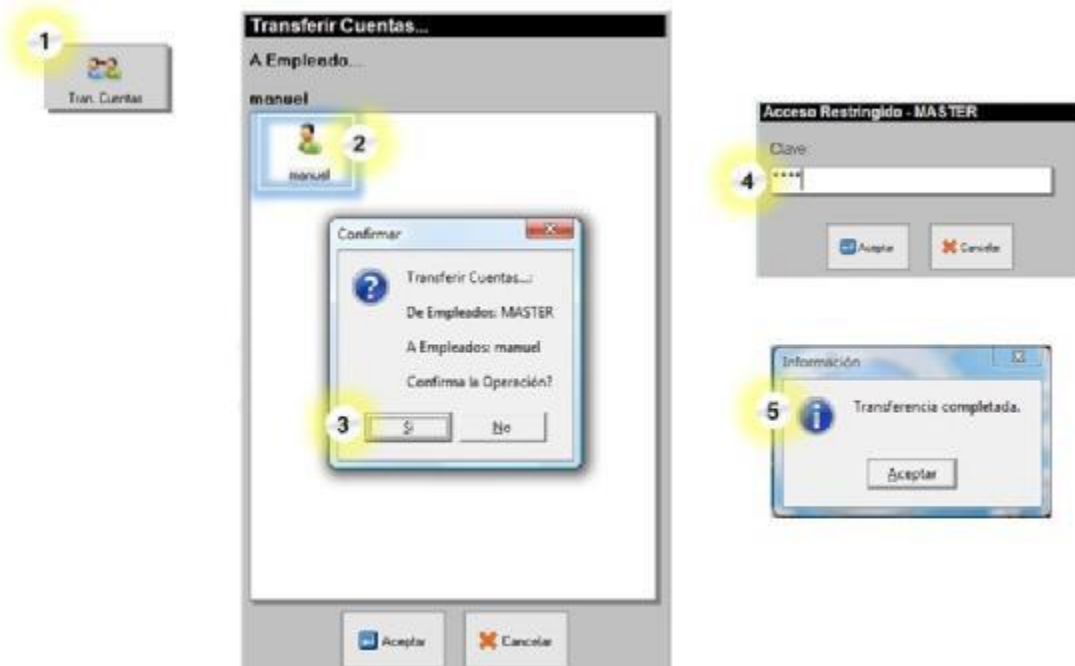 1
Tran. Cuentas
Transferir Cuentas...
A Empleado...
manuel
2
manuel
Confirmar
Transferir Cuentas...:
De Empleados: MASTER
A Empleados: manuel
Confirma la Operación?
3
Si
No
Aceptar
Cancelar
Acceso Restringido - MASTER
Clave
4
****
Aceptar
Cancelar
Información
5
Transferencia completada.
Aceptar